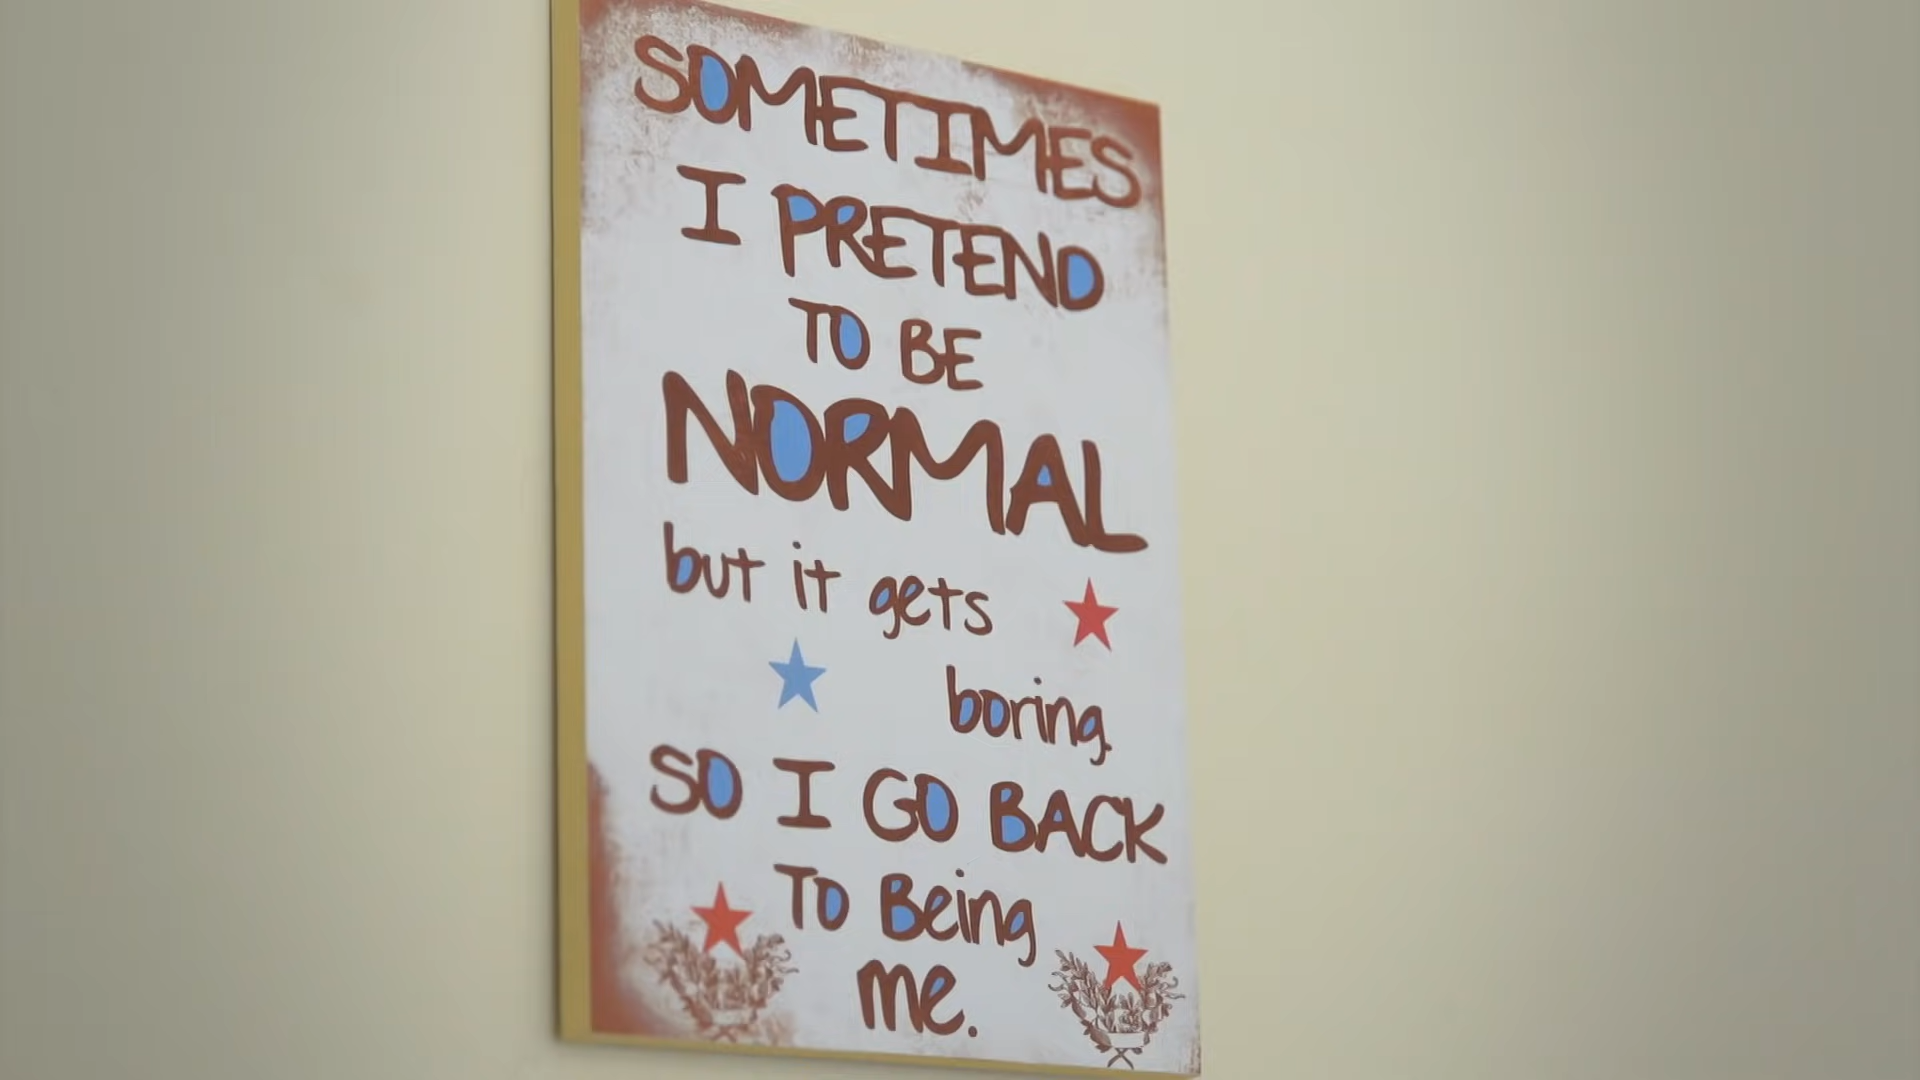 SOMETIMES
I PRETEND
TO BE
NORMAL
but it gets
boring.
SO I GO BACK
TO Being
me.